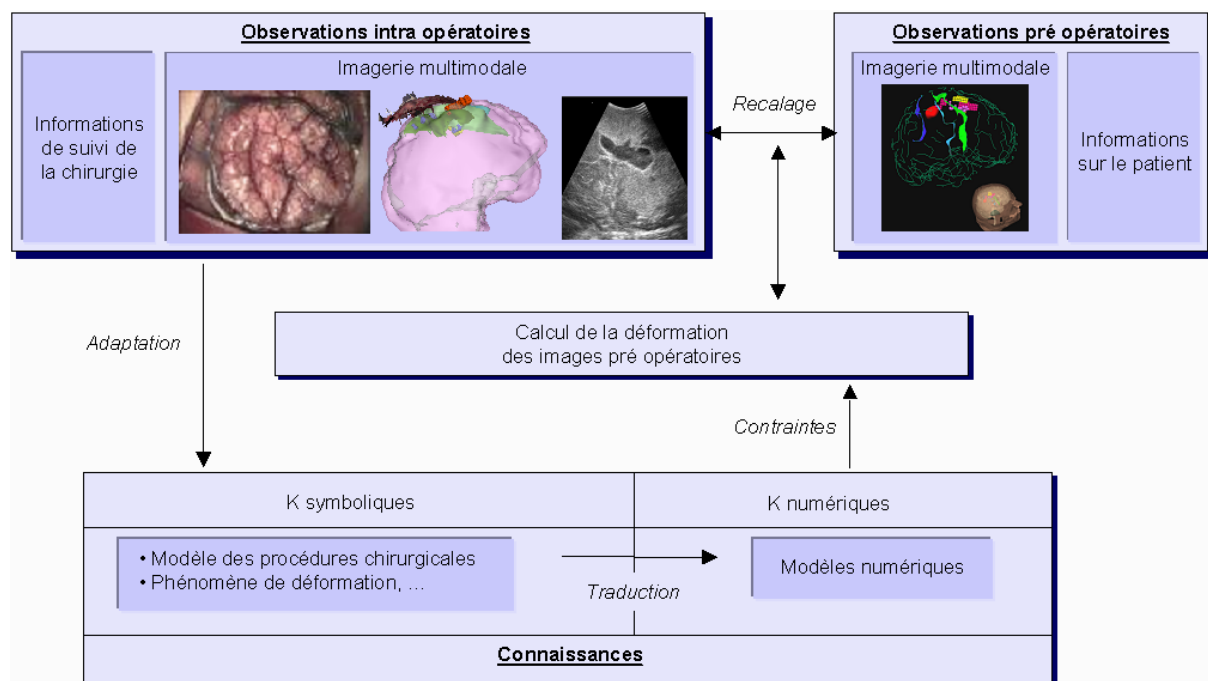 Observations intra opératoires
Imagerie multimodale
Informations
de suivi de
la chirurgie
Recalage
Observations pré opératoires
Imagerie multimodale
Informations
sur le patient
Adaptation
Calcul de la déformation
des images pré opératoires
Contraintes
K symboliques
K numériques
• Modèle des procédures chirurgicales
• Phénomène de déformation, ...
Traduction
Modèles numériques
Connaissances